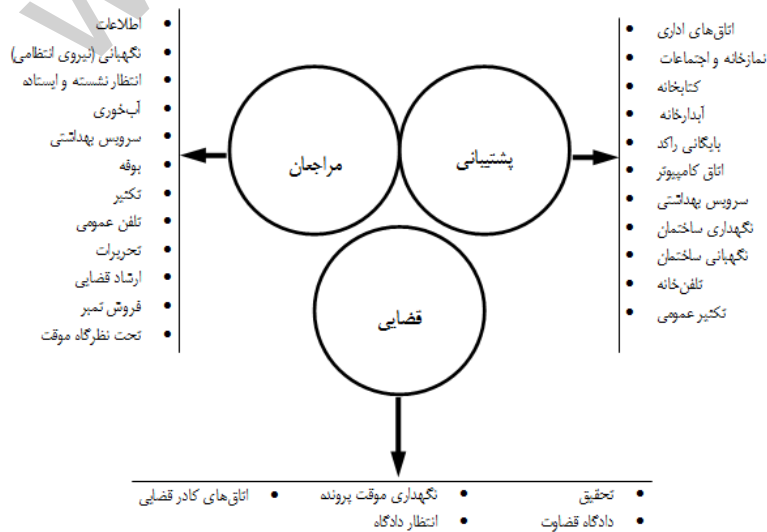 اتاق‌های اداری
نمازخانه و اجتماعات
کتابخانه
آبدارخانه
بایگانی راکد
اتاق کامپیوتر
سرویس بهداشتی
نگهداری ساختمان
نگهبانی ساختمان
تلفن‌خانه
تکثیر عمومی
پشتیبانی
مراجعان
قضایی
اطلاعات
نگهبانی (نیروی انتظامی)
انتظار نشسته و ایستاده
آب‌خوری
سرویس بهداشتی
بوفه
تکثیر
تلفن عمومی
تحریرات
ارشاد قضایی
فروش تمبر
تحت نظرگاه موقت
تحقیق
دادگاه قضاوت
نگهداری موقت پرونده
انتظار دادگاه
اتاق‌های کادر قضایی